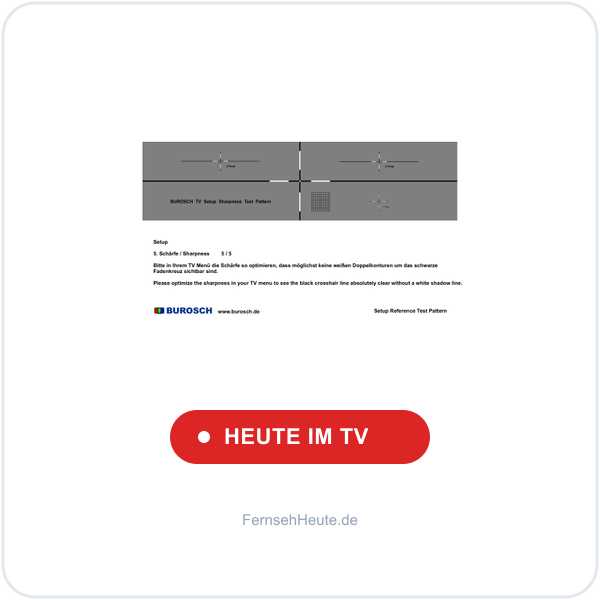 BUROSCH TV Setup Sharpness Test Pattern
Setup
5. Schärfe / Sharpness 5 / 5
Bitte in Ihrem TV Menü die Schärfe so optimieren, dass möglichst keine weißen Doppelkonturen um das schwarze
Fadenkreuz sichtbar sind.
Please optimize the sharpness in your TV menu to see the black crosshair line absolutely clear without a white shadow line.
BUROSCH www.burosch.de
Setup Reference Test Pattern
HEUTE IM TV
FernsehHeute.de